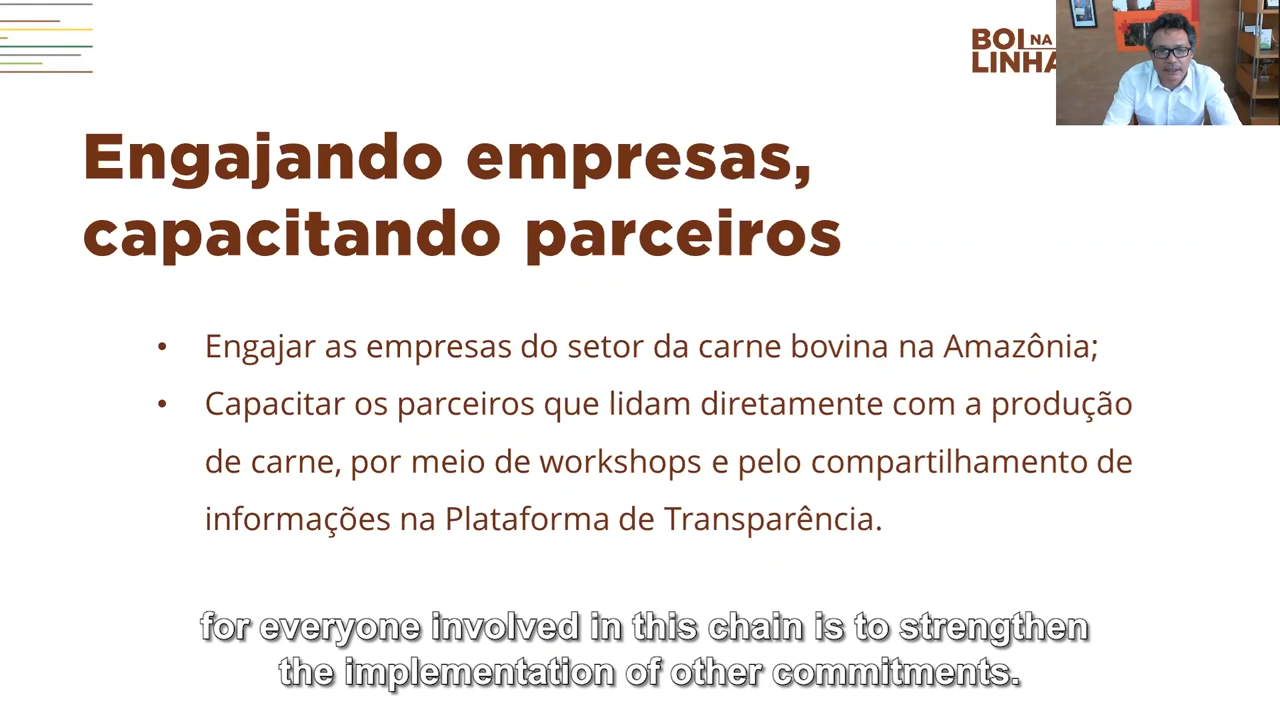 BOI NA
LINHA
Engajando empresas,
capacitando parceiros
• Engajar as empresas do setor da carne bovina na Amazônia;
• Capacitar os parceiros que lidam diretamente com a produção
de carne, por meio de workshops e pelo compartilhamento de
informações na Plataforma de Transparência.
for everyone involved in this chain is to strengthen
the implementation of other commitments.